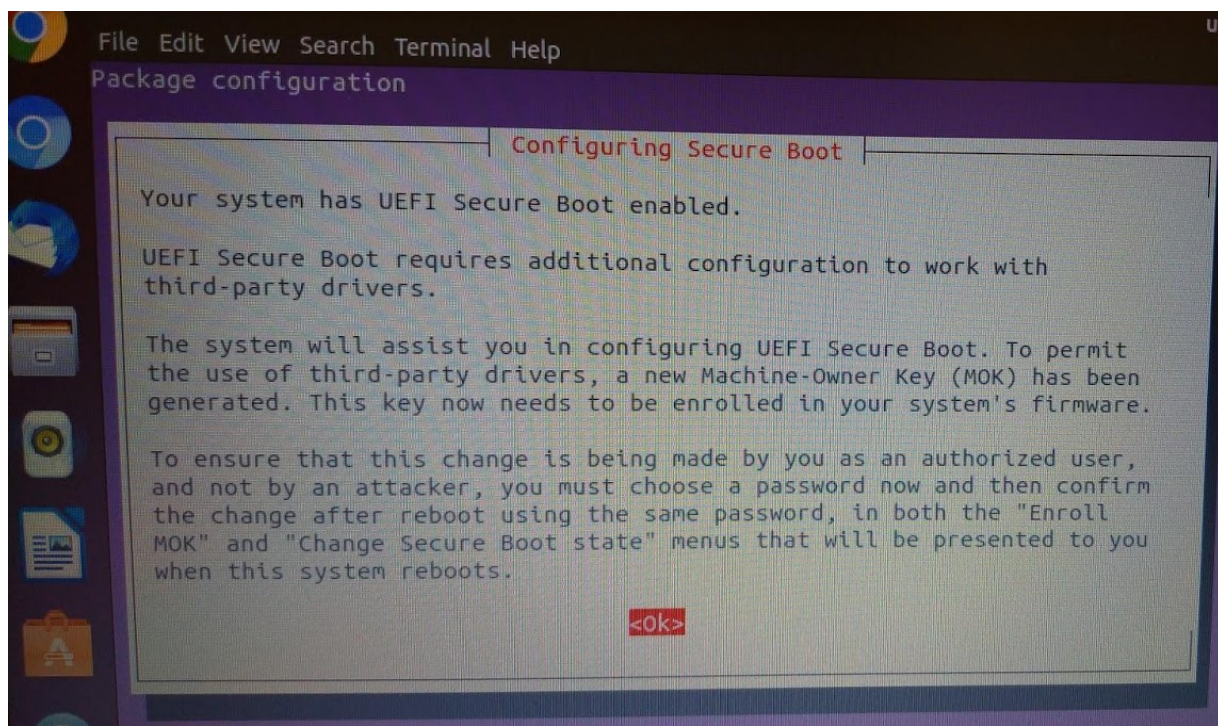 U
File Edit View Search Terminal Help
Package configuration
Configuring Secure Boot
Your system has UEFI Secure Boot enabled.
UEFI Secure Boot requires additional configuration to work with
third-party drivers.
The system will assist you in configuring UEFI Secure Boot. To permit
the use of third-party drivers, a new Machine-Owner Key (MOK) has been
generated. This key now needs to be enrolled in your system's firmware.
To ensure that this change is being made by you as an authorized user,
and not by an attacker, you must choose a password now and then confirm
the change after reboot using the same password, in both the "Enroll
MOK" and "Change Secure Boot state" menus that will be presented to you
when this system reboots.
<Ok>